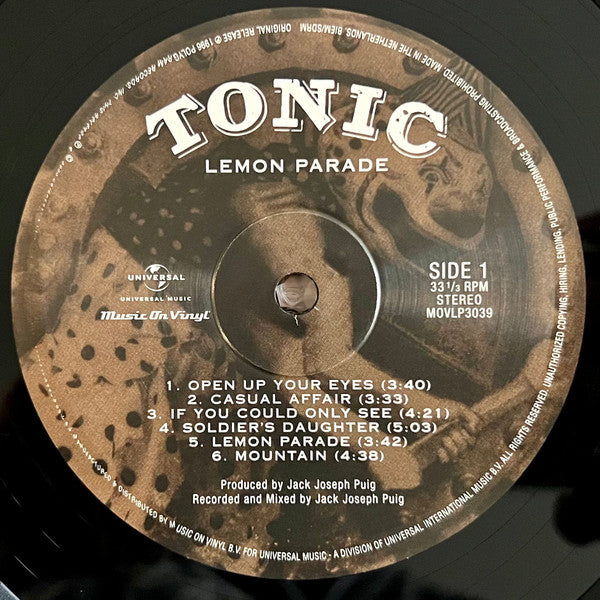 TONIC
LEMON PARADE
UNIVERSAL
UNIVERSAL MUSIC
Music On Vinyl
SIDE 1
33 1/3 RPM
STEREO
MOVLP3039
1. OPEN UP YOUR EYES (3:40)
2. CASUAL AFFAIR (3:33)
3. IF YOU COULD ONLY SEE (4:21)
4. SOLDIER'S DAUGHTER (5:03)
5. LEMON PARADE (3:42)
6. MOUNTAIN (4:38)
Produced by Jack Joseph Puig
Recorded and Mixed by Jack Joseph Puig
ORIGINAL RELEASE ℗ 1996 POLYGRAM RECORDS INC.
MANUFACTURED & DISTRIBUTED BY MUSIC ON VINYL B.V. FOR UNIVERSAL MUSIC - A DIVISION OF UNIVERSAL INTERNATIONAL MUSIC B.V. ALL RIGHTS RESERVED. UNAUTHORIZED COPYING, HIRING, LENDING, PUBLIC PERFORMANCE & BROADCASTING PROHIBITED. MADE IN THE NETHERLANDS. BIEM/SDRM